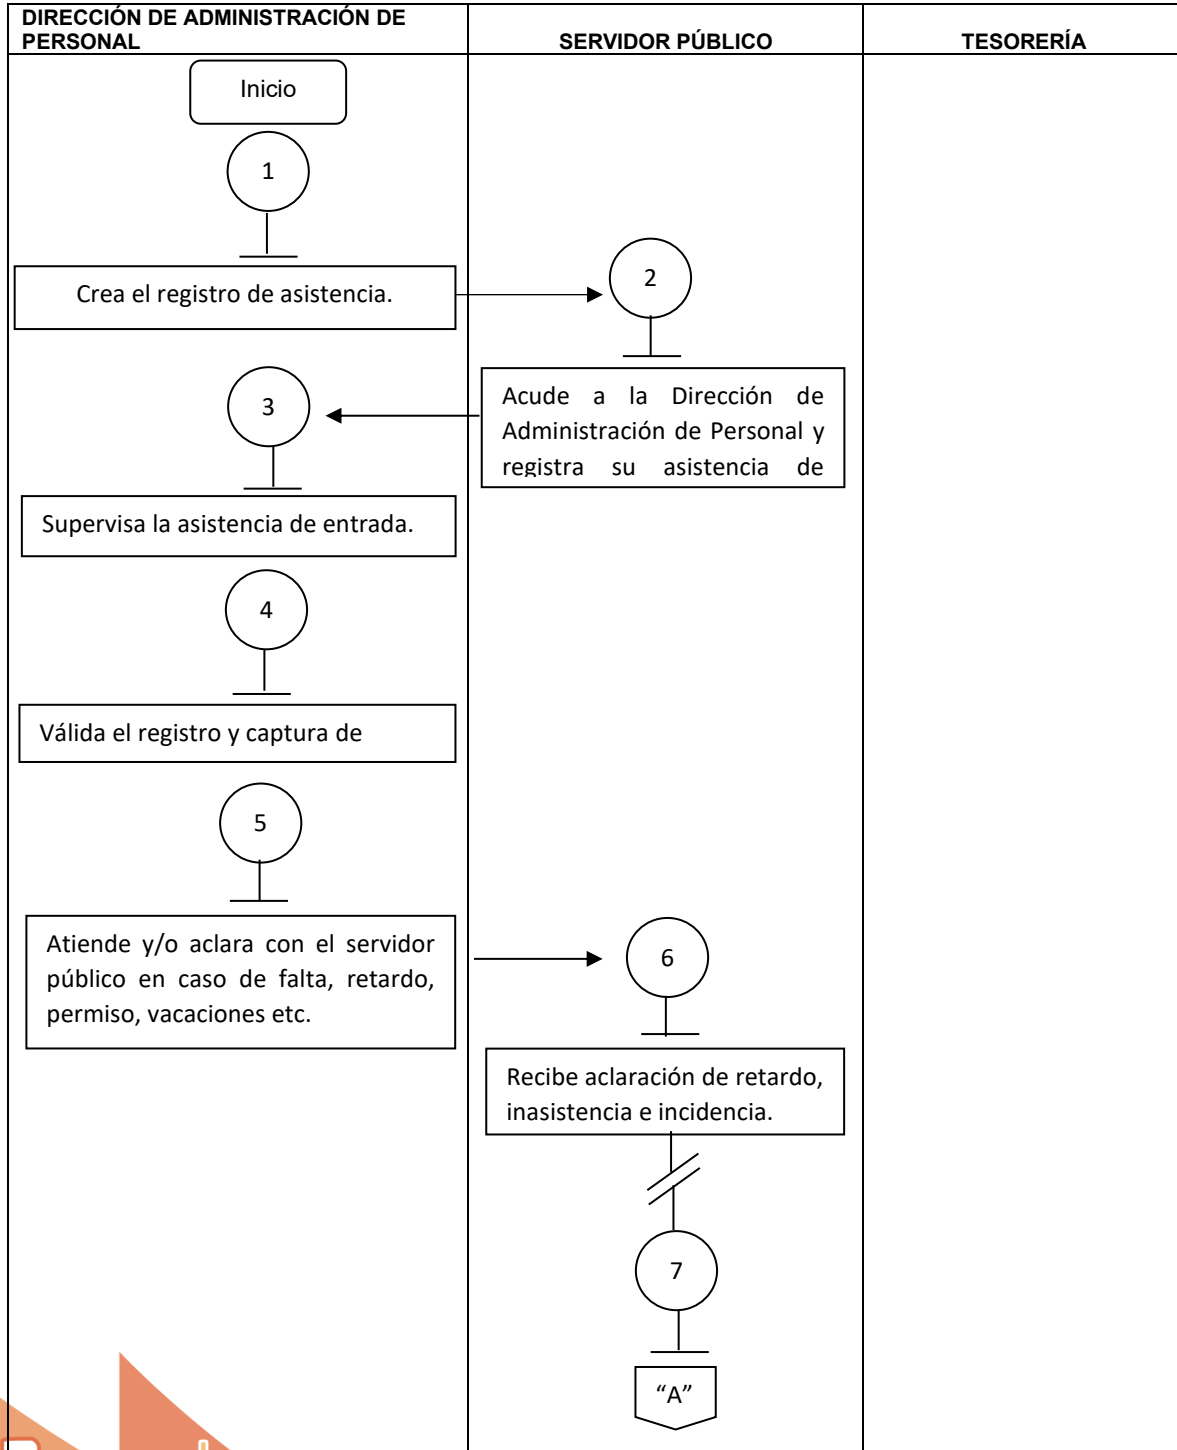 DIRECCIÓN DE ADMINISTRACIÓN DE
PERSONAL
SERVIDOR PÚBLICO
TESORERÍA
Inicio
1
Crea el registro de asistencia.
2
Acude a la Dirección de
Administración de Personal y
registra su asistencia de
3
Supervisa la asistencia de entrada.
4
Válida el registro y captura de
5
Atiende y/o aclara con el servidor
público en caso de falta, retardo,
permiso, vacaciones etc.
6
Recibe aclaración de retardo,
inasistencia e incidencia.
7
“A”